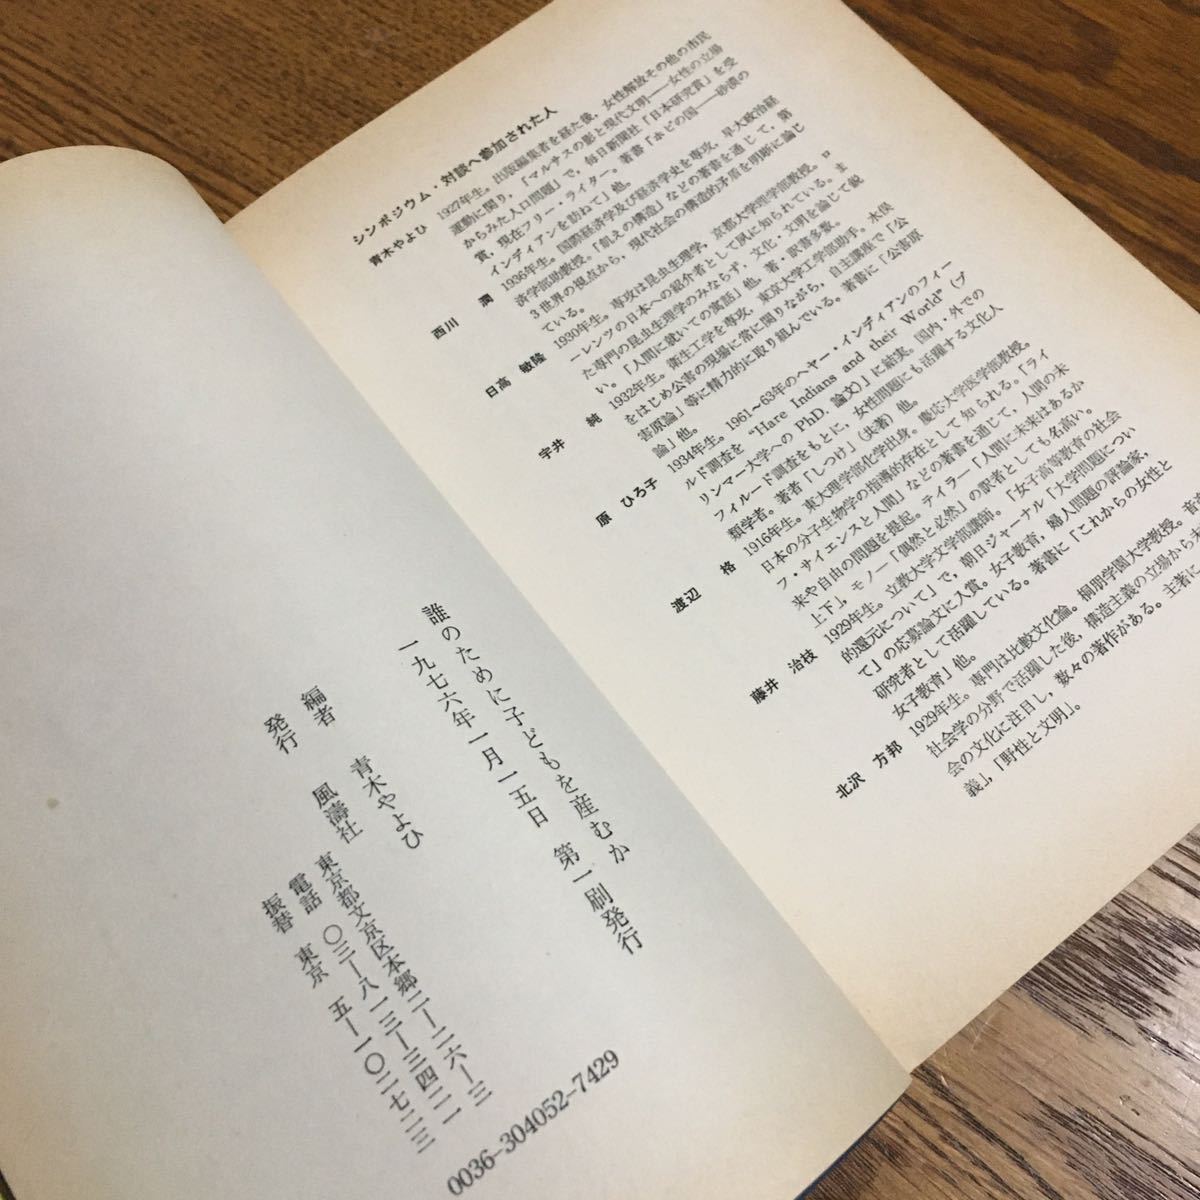 シンポジウム・対談へ参加された人
青木やよひ 1927年生。出版編集者を経た後，女性解放その他の市民
運動に関り，「マルサスの影と現代文明——女性の立場
からみた人口問題」で，毎日新聞社「日本研究賞」を受
賞，現在フリー・ライター。著書「ホピの国——砂漠の
インディアンを訪ねて」他。
西川 潤 1936年生。国際経済学及び経済学史を専攻，早大政治経
済学部助教授。「飢えの構造」などの著書を通じて，第
3世界の視点から，現代社会の構造的矛盾を明晰に論じ
ている。
日高 敏隆 1930年生。専攻は昆虫生理学，京都大学理学部教授。ロ
ーレンツの日本への紹介者として夙に知られている。主
た専門の昆虫生理学のみならず，文化・文明を論じて鋭
い。「人間に就いての寓話」他，著・訳書多数。
宇井 純 1932年生。衛生工学を専攻，東京大学工学部助手。水俣
をはじめ公害の現場に常に関りながら，自主講座で「公
害原論」等に精力的に取り組んでいる。著書に「公害原
論」他。
原 ひろ子 1934年生。1961〜63年のヘヤー・インディアンのフィー
ルド調査を “Hare Indians and their World”（ブ
リンマー大学への PhD. 論文）に結実。国内・外での
フィルード調査をもとに，女性問題にも活躍する文化人
類学者。著者「しつけ」（共著）他。
渡辺 格 1916年生。東大理学部化学出身。慶応大学医学部教授。
日本の分子生物学の指導的存在として知られる。「ライ
フ・サイエンスと人間」などの著書を通じて，人間の未
来や自由の問題を提起。テイラー「人間に未来はあるか
上下」，モノー「偶然と必然」の訳者としても名高い。
藤井 治枝 1929年生。立教大学文学部講師。「女子高等教育の社会
的還元について」で，朝日ジャーナル「大学問題につい
て」の応募論文に入賞。女子教育，婦人問題の評論家，
研究者として活躍している。著書に「これからの女性と
女子教育」他。
北沢 方邦 1929年生。専門は比較文化論。桐朋学園大学教授。音
社会学の分野で活躍した後，構造主義の立場から
会の文化に注目し，数々の著作がある。主著に
義」，「野性と文明」。
誰のために子どもを産むか
一九七六年一月一五日 第一刷発行
編者 青木やよひ
発行 風濤社
東京都文京区本郷二―二六―三
電話 〇三―八一三―三四二一
振替 東京 五―一〇二七二三
0036-304052-7429